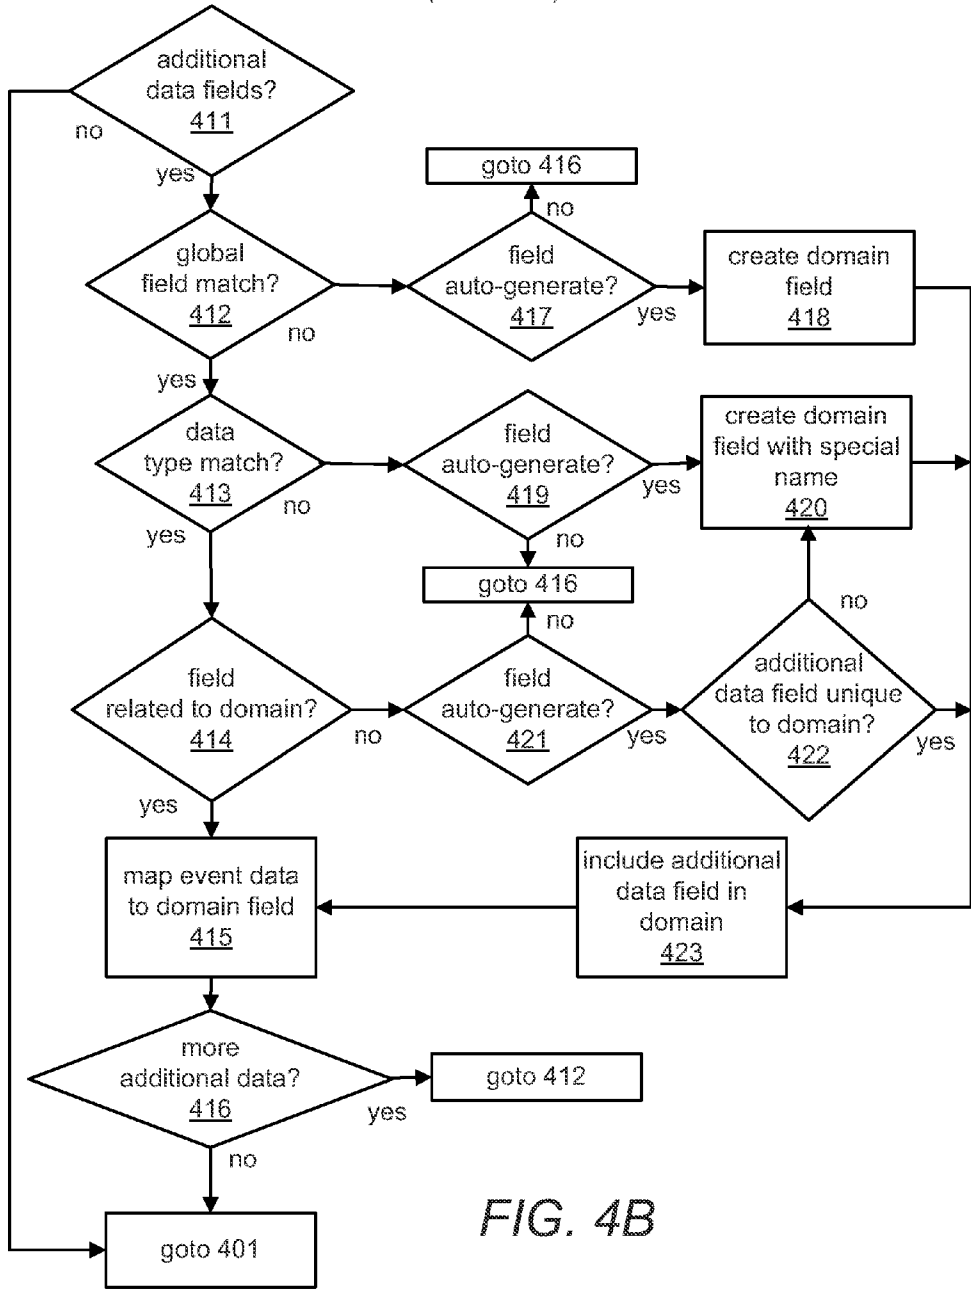 additional
data fields?
411
no
yes
goto 416
no
global
field match?
412
no
field
auto-generate?
417
yes
create domain
field
418
yes
data
type match?
413
no
field
auto-generate?
419
yes
create domain
field with special
name
420
yes
no
goto 416
no
no
field
related to domain?
414
no
field
auto-generate?
421
yes
additional
data field unique
to domain?
422
yes
yes
map event data
to domain field
415
include additional
data field in
domain
423
more
additional data?
416
yes
goto 412
no
goto 401
FIG. 4B